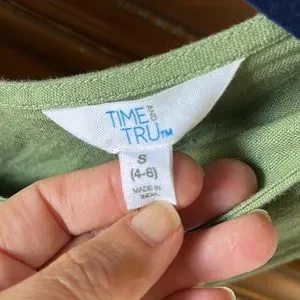 TIME AND
TRU™
S
(4-6)
MADE IN
INDIA